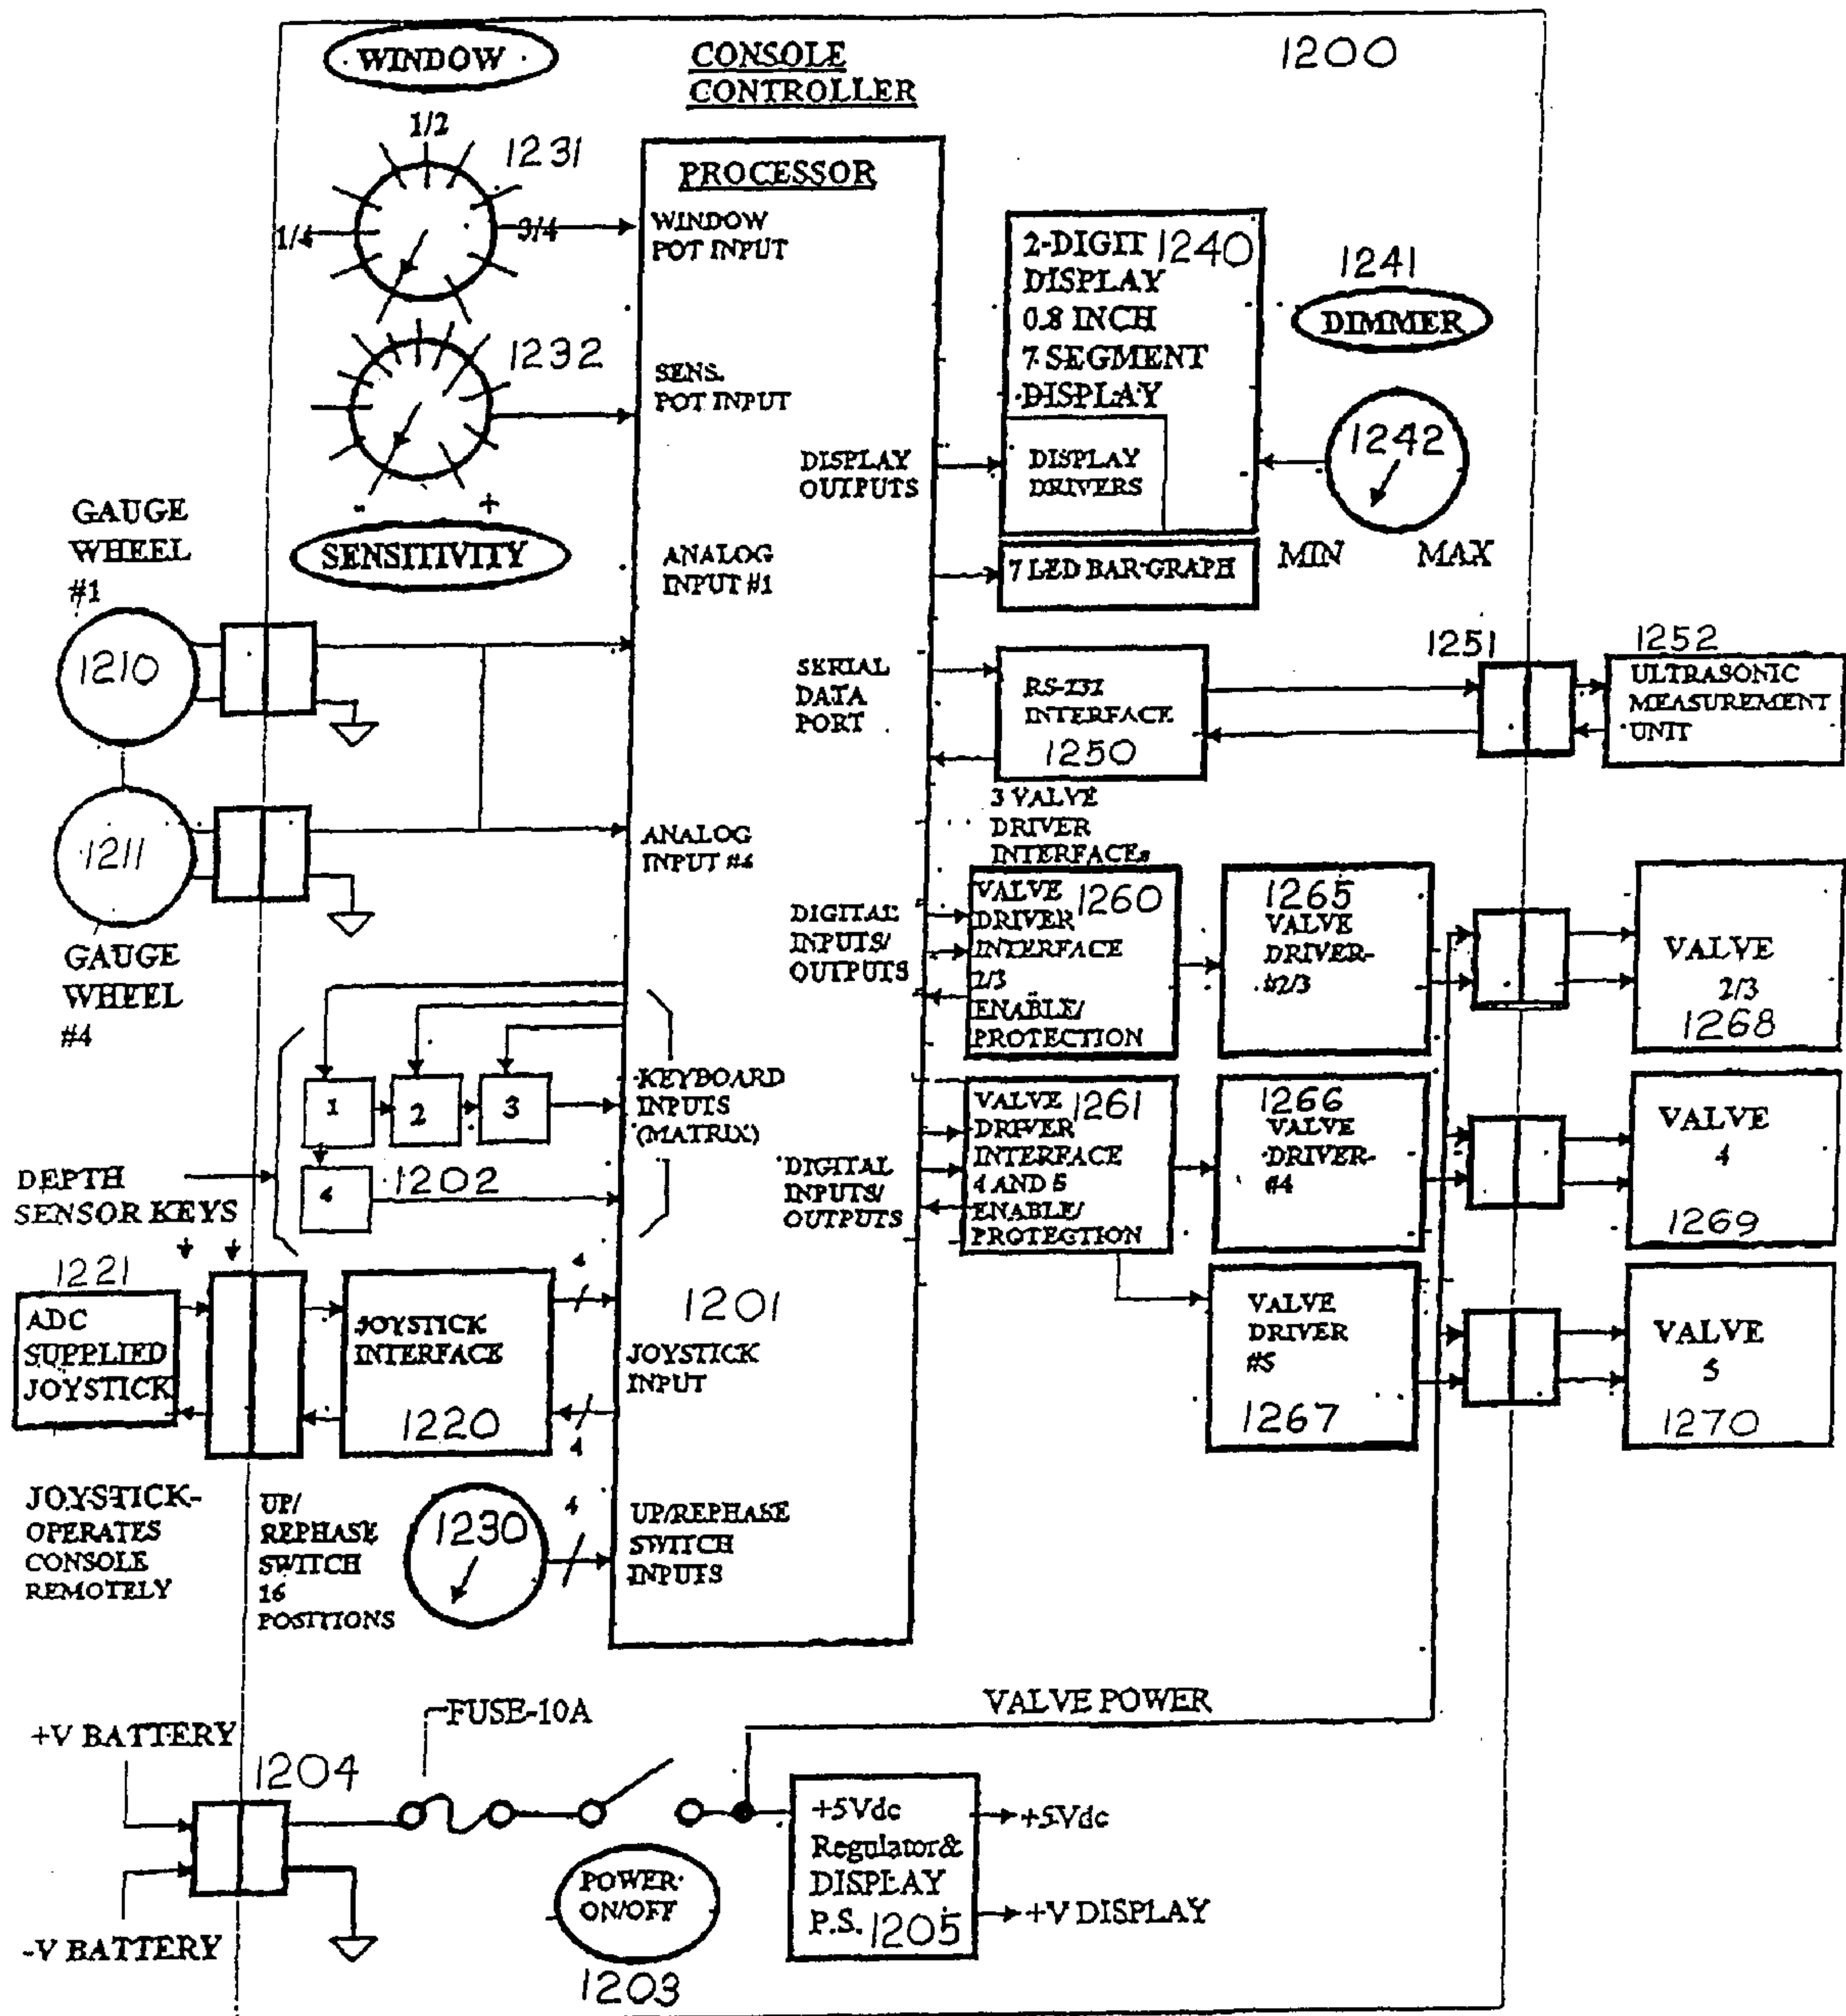 WINDOW
CONSOLE
CONTROLLER
1200
1/2
1231
1/4
3/4
PROCESSOR
WINDOW
POT INPUT
1232
SENS.
POT INPUT
- +
SENSITIVITY
2-DIGIT 1240
DISPLAY
0.8 INCH
7 SEGMENT
DISPLAY
DISPLAY
DRIVERS
1241
DIMMER
1242
MIN MAX
DISPLAY
OUTPUTS
7 LED BAR GRAPH
GAUGE
WHEEL
#1
1210
ANALOG
INPUT #1
SERIAL
DATA
PORT
RS-232
INTERFACE
1250
1251
1252
ULTRASONIC
MEASUREMENT
UNIT
1211
GAUGE
WHEEL
#4
ANALOG
INPUT #4
3 VALVE
DRIVER
INTERFACEs
DIGITAL
INPUTS/
OUTPUTS
VALVE 1260
DRIVER
INTERFACE
2/3
ENABLE/
PROTECTION
1265
VALVE
DRIVER-
#2/3
VALVE
2/3
1268
1
2
3
4
1202
KEYBOARD
INPUTS
(MATRIX)
DEPTH
SENSOR KEYS
DIGITAL
INPUTS/
OUTPUTS
VALVE 1261
DRIVER
INTERFACE
4 AND 5
ENABLE/
PROTECTION
1266
VALVE
DRIVER-
#4
VALVE
4
1269
1221
ADC
SUPPLIED
JOYSTICK
JOYSTICK
INTERFACE
1220
4
4
1201
JOYSTICK
INPUT
VALVE
DRIVER
#5
1267
VALVE
5
1270
JOYSTICK-
OPERATES
CONSOLE
REMOTELY
UP/
REPHASE
SWITCH
16
POSITIONS
1230
4
UP/REPHASE
SWITCH
INPUTS
+V BATTERY
1204
FUSE-10A
VALVE POWER
-V BATTERY
POWER
ON/OFF
1203
+5Vdc
Regulator&
DISPLAY
P.S. 1205
+5Vdc
+V DISPLAY